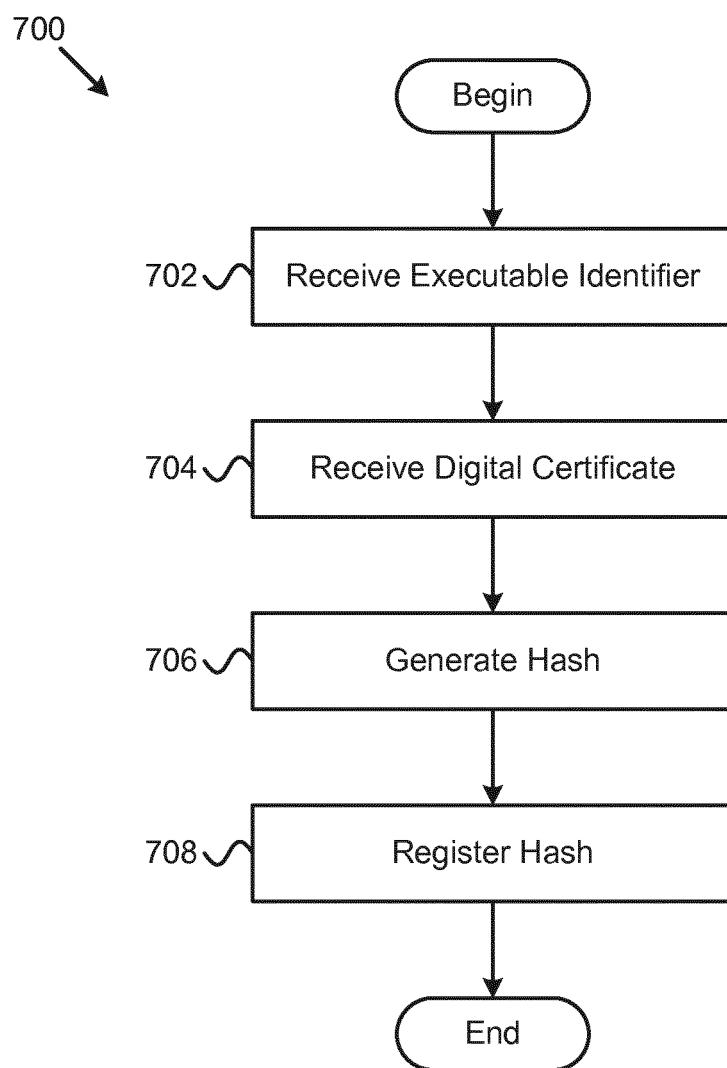 700
Begin
702 Receive Executable Identifier
704 Receive Digital Certificate
706 Generate Hash
708 Register Hash
End